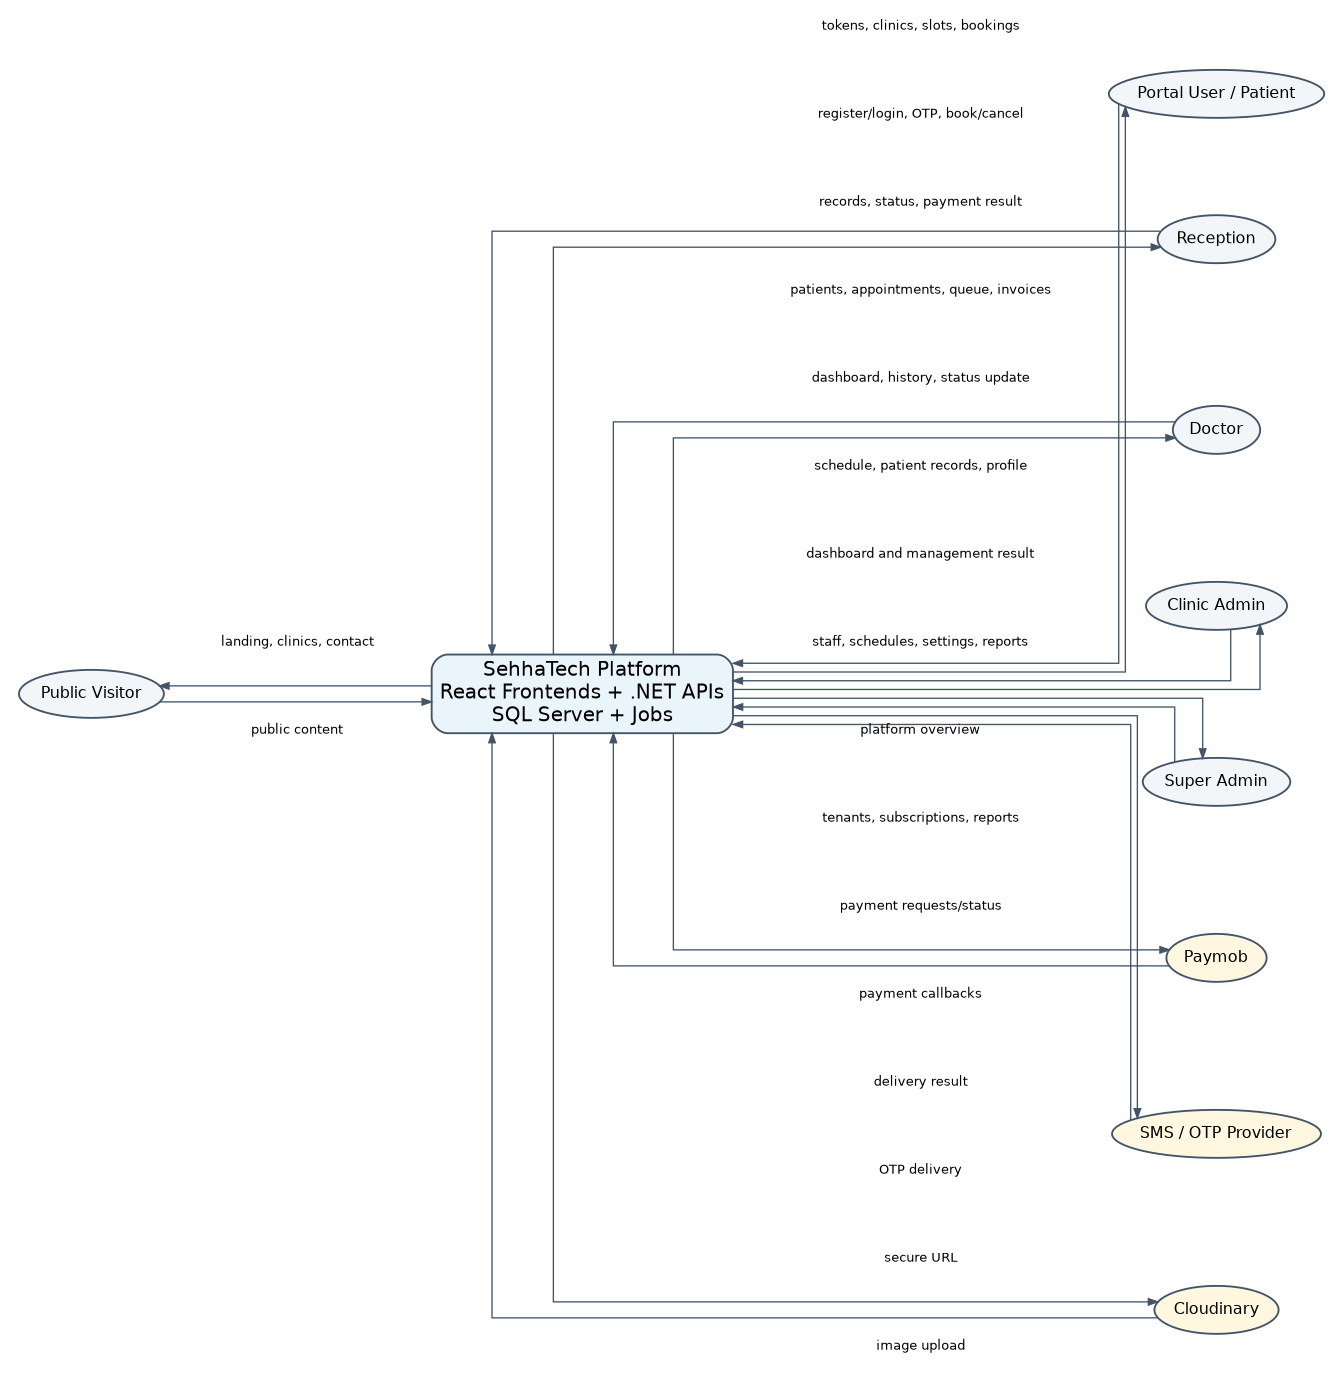 tokens, clinics, slots, bookings
Portal User / Patient
register/login, OTP, book/cancel
records, status, payment result
Reception
patients, appointments, queue, invoices
dashboard, history, status update
Doctor
schedule, patient records, profile
dashboard and management result
Clinic Admin
landing, clinics, contact
staff, schedules, settings, reports
SehhaTech Platform
React Frontends + .NET APIs
SQL Server + Jobs
Public Visitor
public content
platform overview
Super Admin
tenants, subscriptions, reports
payment requests/status
Paymob
payment callbacks
delivery result
SMS / OTP Provider
OTP delivery
secure URL
Cloudinary
image upload